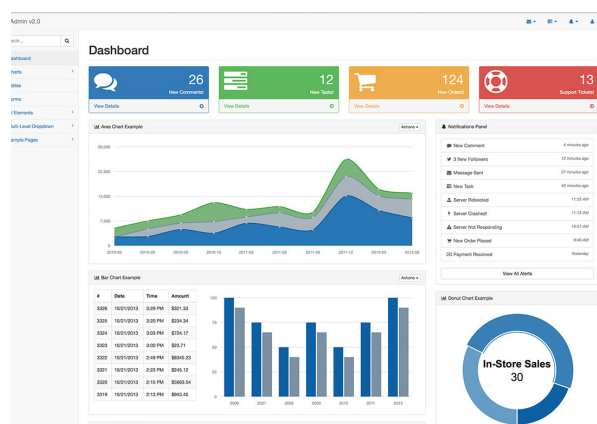 Admin v2.0
Dashboard
26
New Comments!
View Details
12
New Tasks!
View Details
124
New Orders!
View Details
13
Support Tickets!
View Details
Area Chart Example
Actions
30,000
15,000
7,500
0
Bar Chart Example
Actions
# Date Time Amount
3326 10/21/2013 3:29 PM $321.33
3325 10/21/2013 3:20 PM $234.34
3324 10/21/2013 3:03 PM $724.17
3323 10/21/2013 3:00 PM $23.71
3322 10/21/2013 2:49 PM $8345.23
3321 10/21/2013 2:23 PM $245.12
3320 10/21/2013 2:15 PM $5663.54
3319 10/21/2013 2:13 PM $943.45
100
75
50
25
0
2006 2007 2008 2009 2010 2011 2012
Notifications Panel
New Comment 4 minutes ago
3 New Followers 12 minutes ago
Message Sent 27 minutes ago
New Task 43 minutes ago
Server Rebooted 11:32 AM
Server Crashed! 11:13 AM
Server Not Responding 10:57 AM
New Order Placed 9:49 AM
Payment Received Yesterday
View All Alerts
Donut Chart Example
In-Store Sales
30